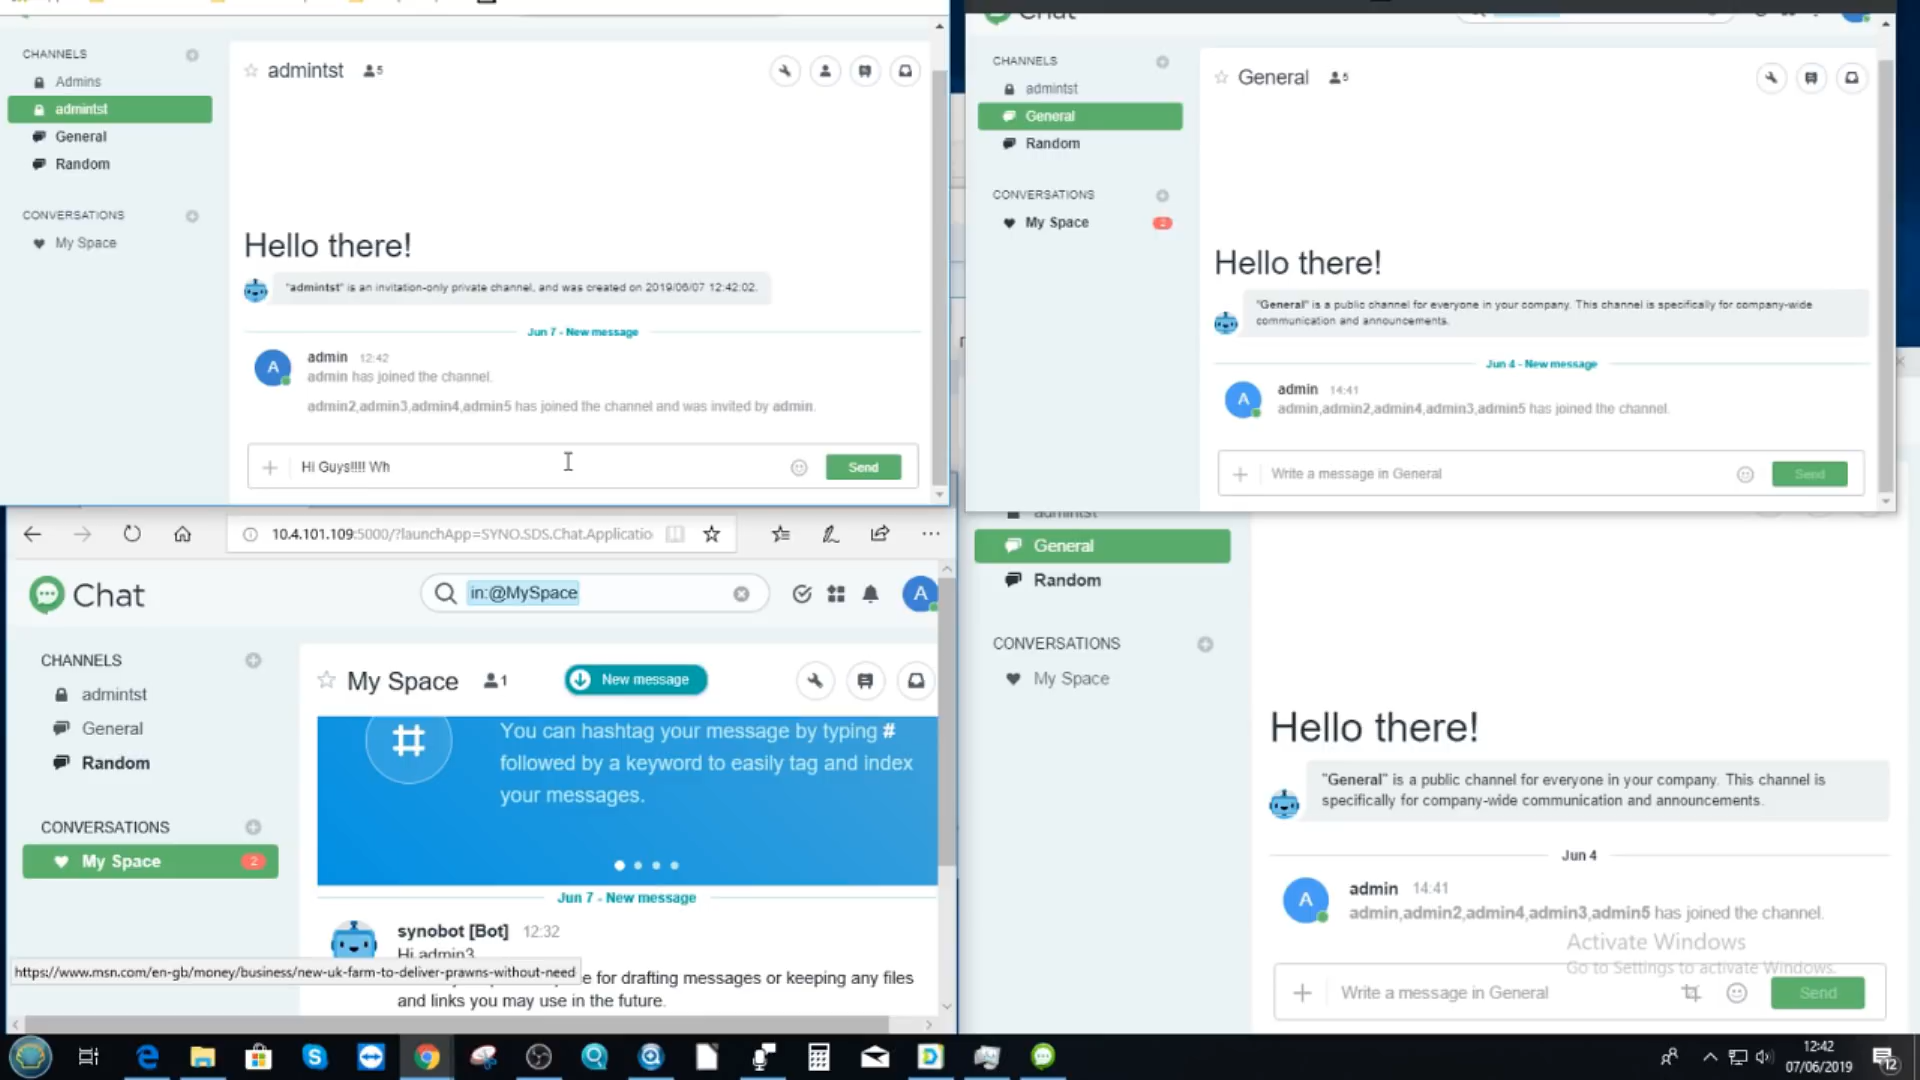 CHANNELS
Admins
admintst
General
Random
CONVERSATIONS
My Space
admintst
5
Hello there!
"admintst" is an invitation-only private channel, and was created on 2019/06/07 12:42:02.
Jun 7 - New message
A
admin 12:42
admin has joined the channel.
admin2,admin3,admin4,admin5 has joined the channel and was invited by admin.
Hi Guys!!!! Wh
Send
Chat
CHANNELS
admintst
General
Random
CONVERSATIONS
My Space
2
General
5
Hello there!
"General" is a public channel for everyone in your company. This channel is specifically for company-wide
communication and announcements.
Jun 4 - New message
A
admin 14:41
admin,admin2,admin4,admin3,admin5 has joined the channel.
Write a message in General
Send
10.4.101.109:5000/?launchApp=SYNO.SDS.Chat.Applicatio
Chat
in:@MySpace
A
CHANNELS
admintst
General
Random
CONVERSATIONS
My Space
2
My Space
1
New message
#
You can hashtag your message by typing #
followed by a keyword to easily tag and index
your messages.
Jun 7 - New message
synobot [Bot] 12:32
Hi admin3,
e for drafting messages or keeping any files
and links you may use in the future.
https://www.msn.com/en-gb/money/business/new-uk-farm-to-deliver-prawns-without-need
admintst
General
Random
CONVERSATIONS
My Space
Hello there!
"General" is a public channel for everyone in your company. This channel is
specifically for company-wide communication and announcements.
Jun 4
A
admin 14:41
admin,admin2,admin4,admin3,admin5 has joined the channel.
Activate Windows
Go to Settings to activate Windows.
Write a message in General
Send
12:42
07/06/2019
12